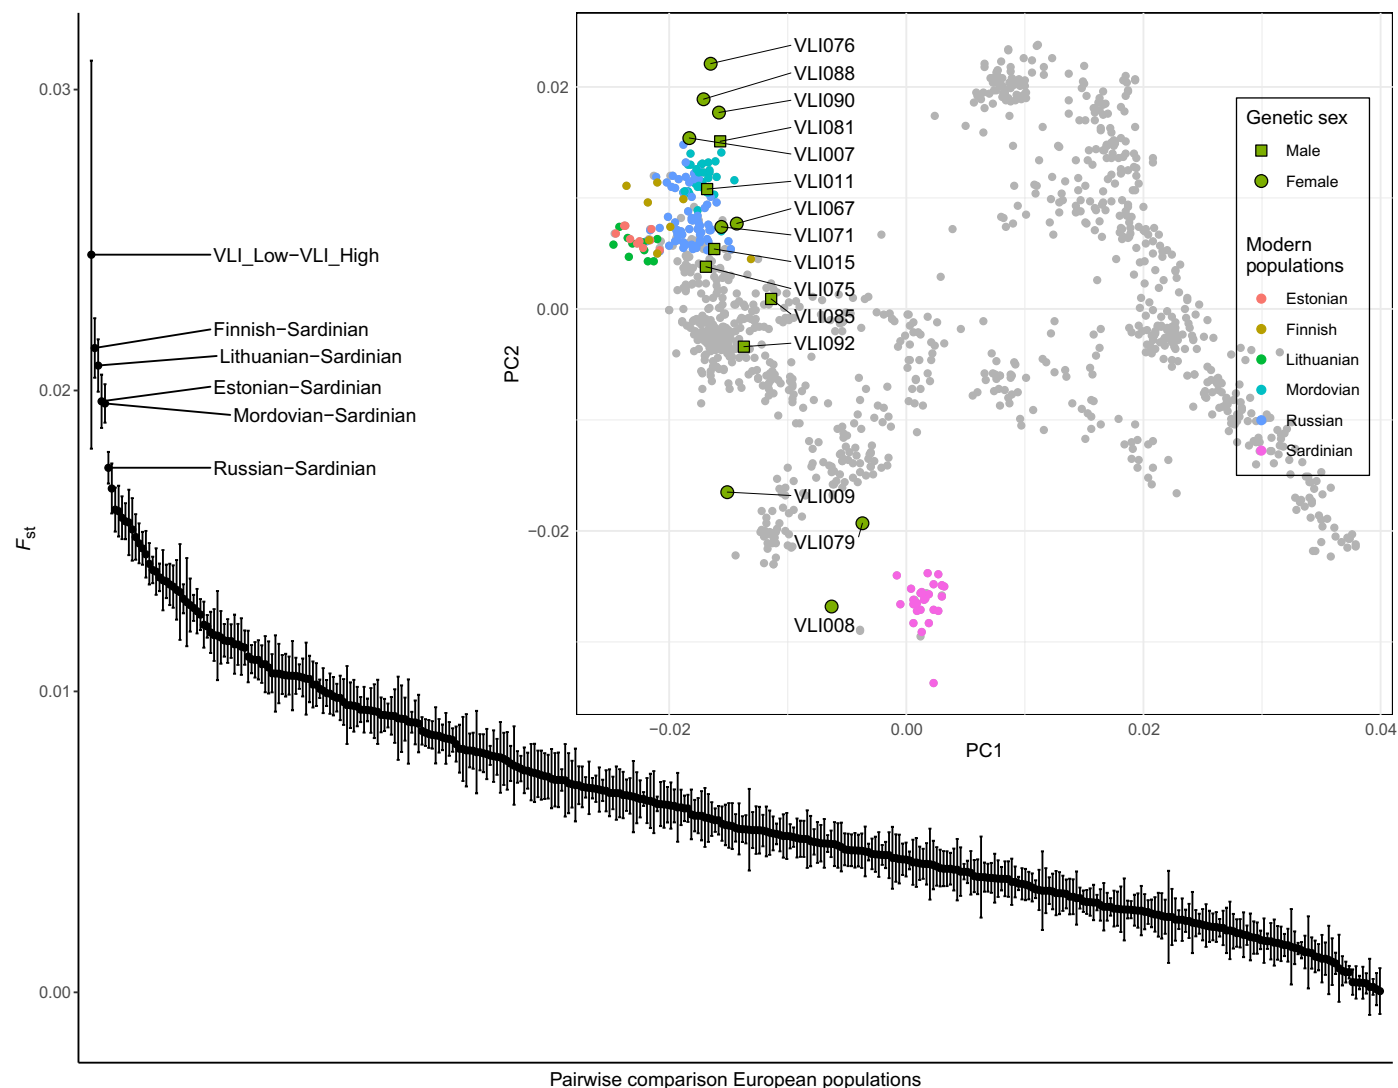 0.03
0.02
0.01
0.00
Fst
VLI_Low−VLI_High
Finnish−Sardinian
Lithuanian−Sardinian
Estonian−Sardinian
Mordovian−Sardinian
Russian−Sardinian
Pairwise comparison European populations
0.02
0.00
−0.02
PC2
VLI076
VLI088
VLI090
VLI081
VLI007
VLI011
VLI067
VLI071
VLI015
VLI075
VLI085
VLI092
VLI009
VLI079
VLI008
Genetic sex
Male
Female
Modern
populations
Estonian
Finnish
Lithuanian
Mordovian
Russian
Sardinian
−0.02
0.00
0.02
0.04
PC1